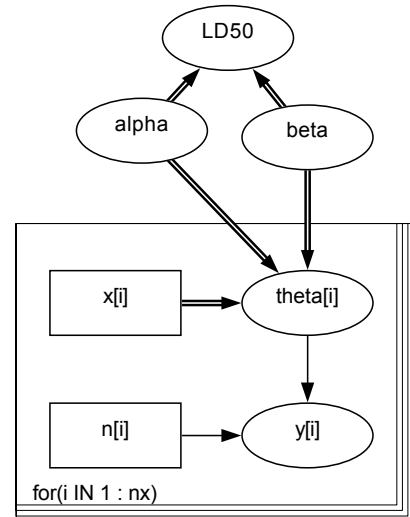 LD50
alpha
beta
x[i]
theta[i]
n[i]
y[i]
for(i IN 1 : nx)